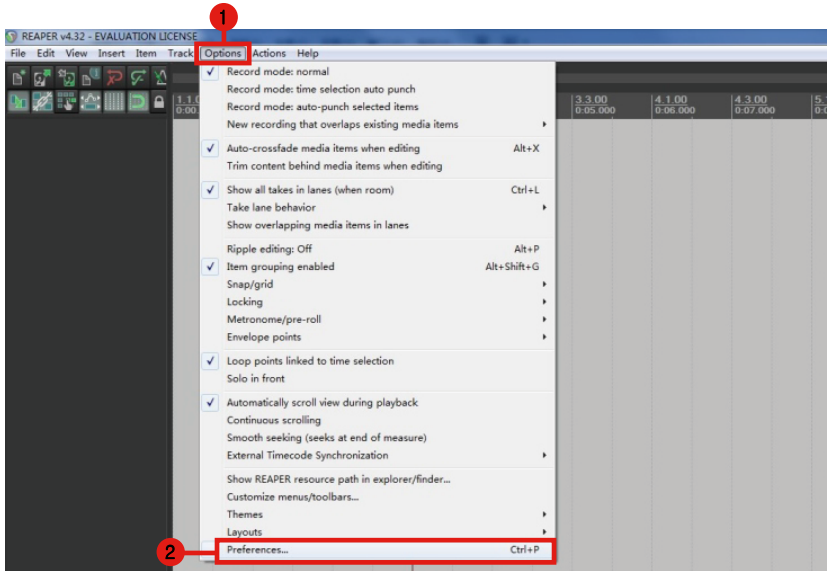 1
REAPER v4.32 - EVALUATION LICENSE
File Edit View Insert Item Track Options Actions Help
Record mode: normal
Record mode: time selection auto punch
Record mode: auto-punch selected items
3.3.00 4.1.00 4.3.00
0:05.000 0:06.000 0:07.000
New recording that overlaps existing media items
Auto-crossfade media items when editing Alt+X
Trim content behind media items when editing
Show all takes in lanes (when room) Ctrl+L
Take lane behavior
Show overlapping media items in lanes
Ripple editing: Off Alt+P
Item grouping enabled Alt+Shift+G
Snap/grid
Locking
Metronome/pre-roll
Envelope points
Loop points linked to time selection
Solo in front
Automatically scroll view during playback
Continuous scrolling
Smooth seeking (seeks at end of measure)
External Timecode Synchronization
Show REAPER resource path in explorer/finder...
Customize menus/toolbars...
Themes
Layouts
2 Preferences... Ctrl+P